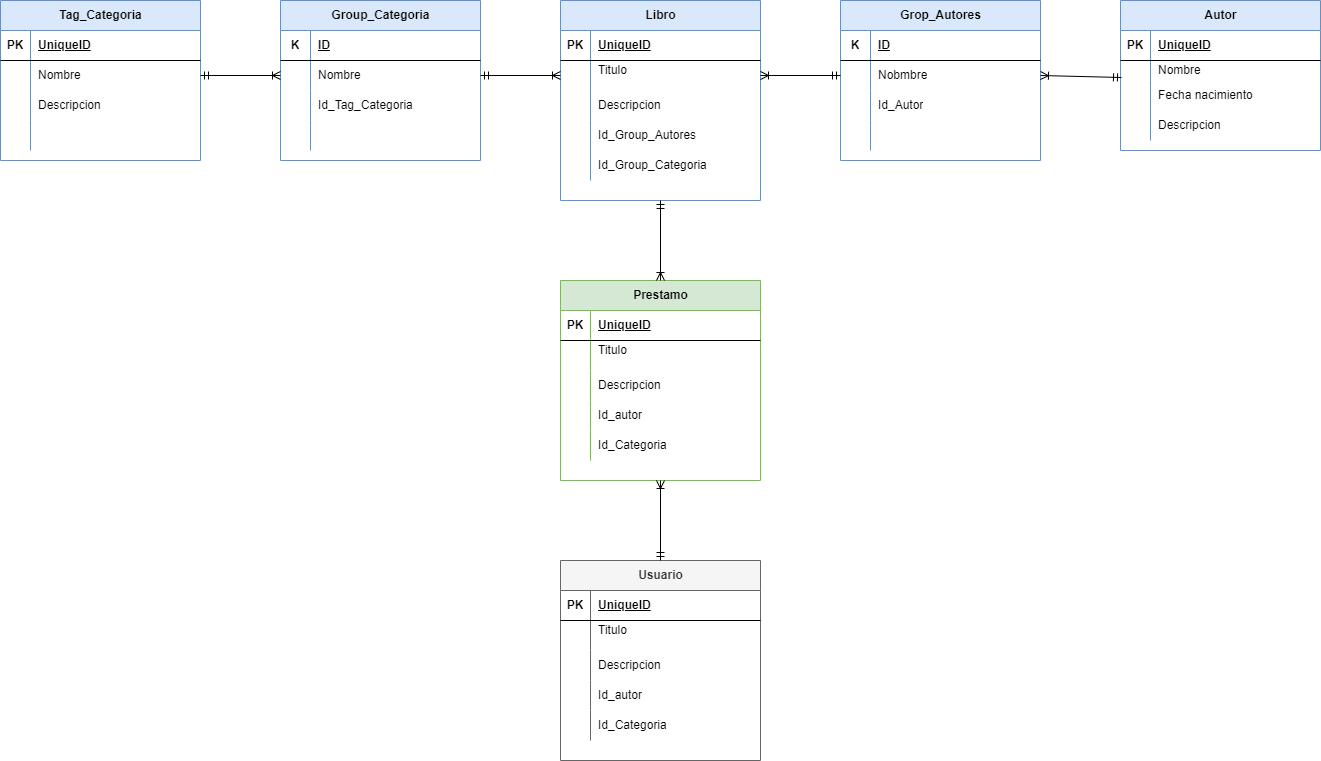 Tag_Categoria
PK UniqueID
Nombre
Descripcion
Group_Categoria
K ID
Nombre
Id_Tag_Categoria
Libro
PK UniqueID
Titulo
Descripcion
Id_Group_Autores
Id_Group_Categoria
Grop_Autores
K ID
Nobmbre
Id_Autor
Autor
PK UniqueID
Nombre
Fecha nacimiento
Descripcion
Prestamo
PK UniqueID
Titulo
Descripcion
Id_autor
Id_Categoria
Usuario
PK UniqueID
Titulo
Descripcion
Id_autor
Id_Categoria